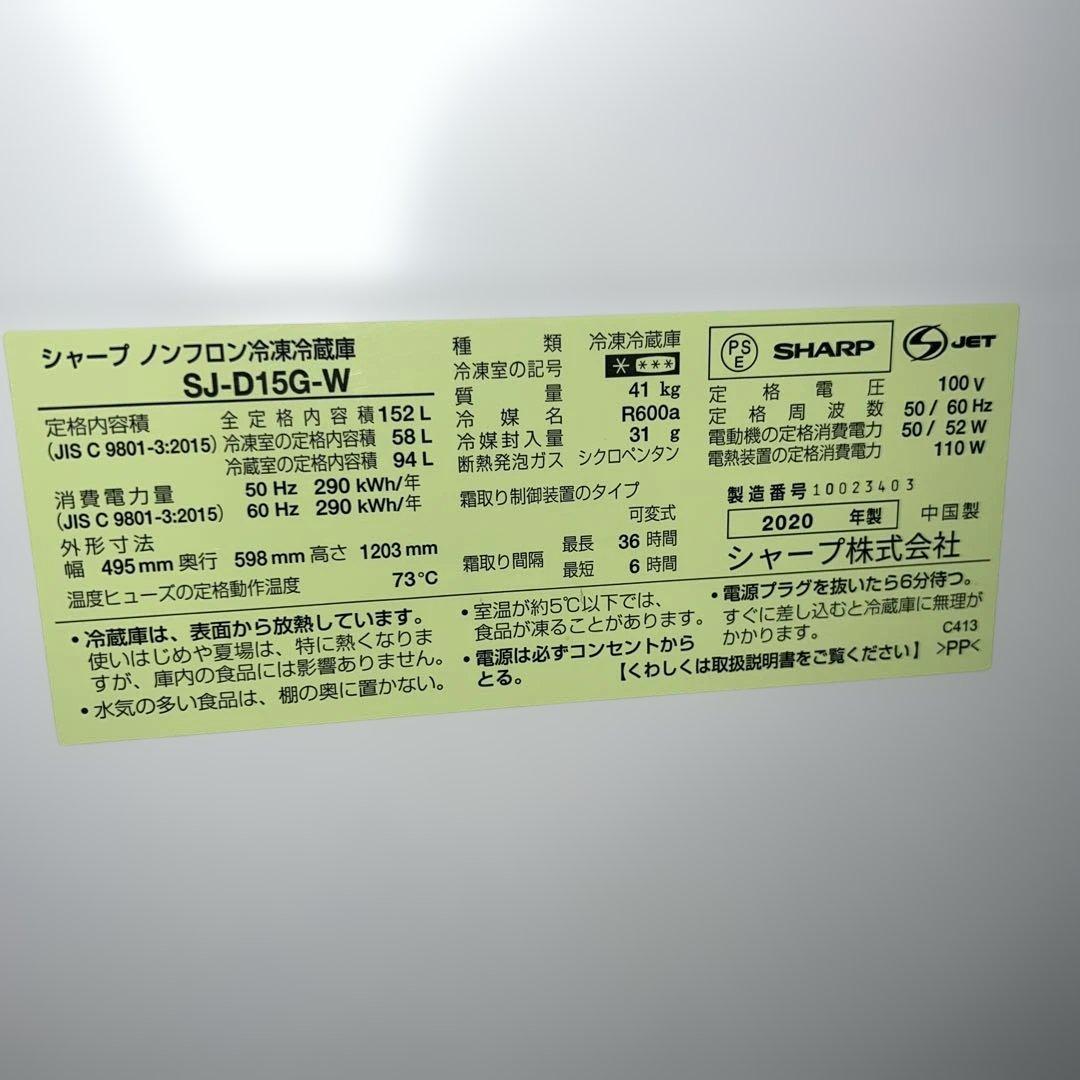 シャープ ノンフロン冷凍冷蔵庫
SJ-D15G-W
定格内容積 全定格内容積 152 L
(JIS C 9801-3:2015) 冷凍室の定格内容積 58 L
冷蔵室の定格内容積 94 L
消費電力量 50 Hz 290 kWh/年
(JIS C 9801-3:2015) 60 Hz 290 kWh/年
外形寸法
幅 495 mm 奥行 598 mm 高さ 1203 mm
温度ヒューズの定格動作温度 73℃
種類 冷凍冷蔵庫
冷凍室の記号 * ***
質量 41 kg
冷媒名 R600a
冷媒封入量 31 g
断熱発泡ガス シクロペンタン
霜取り制御装置のタイプ
可変式
霜取り間隔 最長 36 時間
最短 6 時間
PSE SHARP JET
定格電圧 100 V
定格周波数 50 / 60 Hz
電動機の定格消費電力 50 / 52 W
電熱装置の定格消費電力 110 W
製造番号 10023403
2020 年製 中国製
シャープ株式会社
・冷蔵庫は、表面から放熱しています。
使いはじめや夏場は、特に熱くなりま
すが、庫内の食品には影響ありません。
・水気の多い食品は、棚の奥に置かない。
・室温が約5℃以下では、
食品が凍ることがあります。
・電源は必ずコンセントから
とる。
・電源プラグを抜いたら6分待つ。
すぐに差し込むと冷蔵庫に無理が
かかります。 C413
【くわしくは取扱説明書をご覧ください】 >PP<